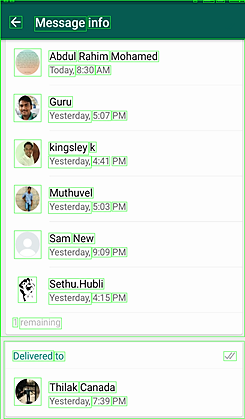 Message info
Abdul Rahim Mohamed
Today, 8:30 AM
Guru
Yesterday, 5:07 PM
kingsley k
Yesterday, 4:41 PM
Muthuvel
Yesterday, 5:03 PM
Sam New
Yesterday, 9:09 PM
Sethu.Hubli
Yesterday, 4:15 PM
1 remaining
Delivered to
Thilak Canada
Yesterday, 7:39 PM